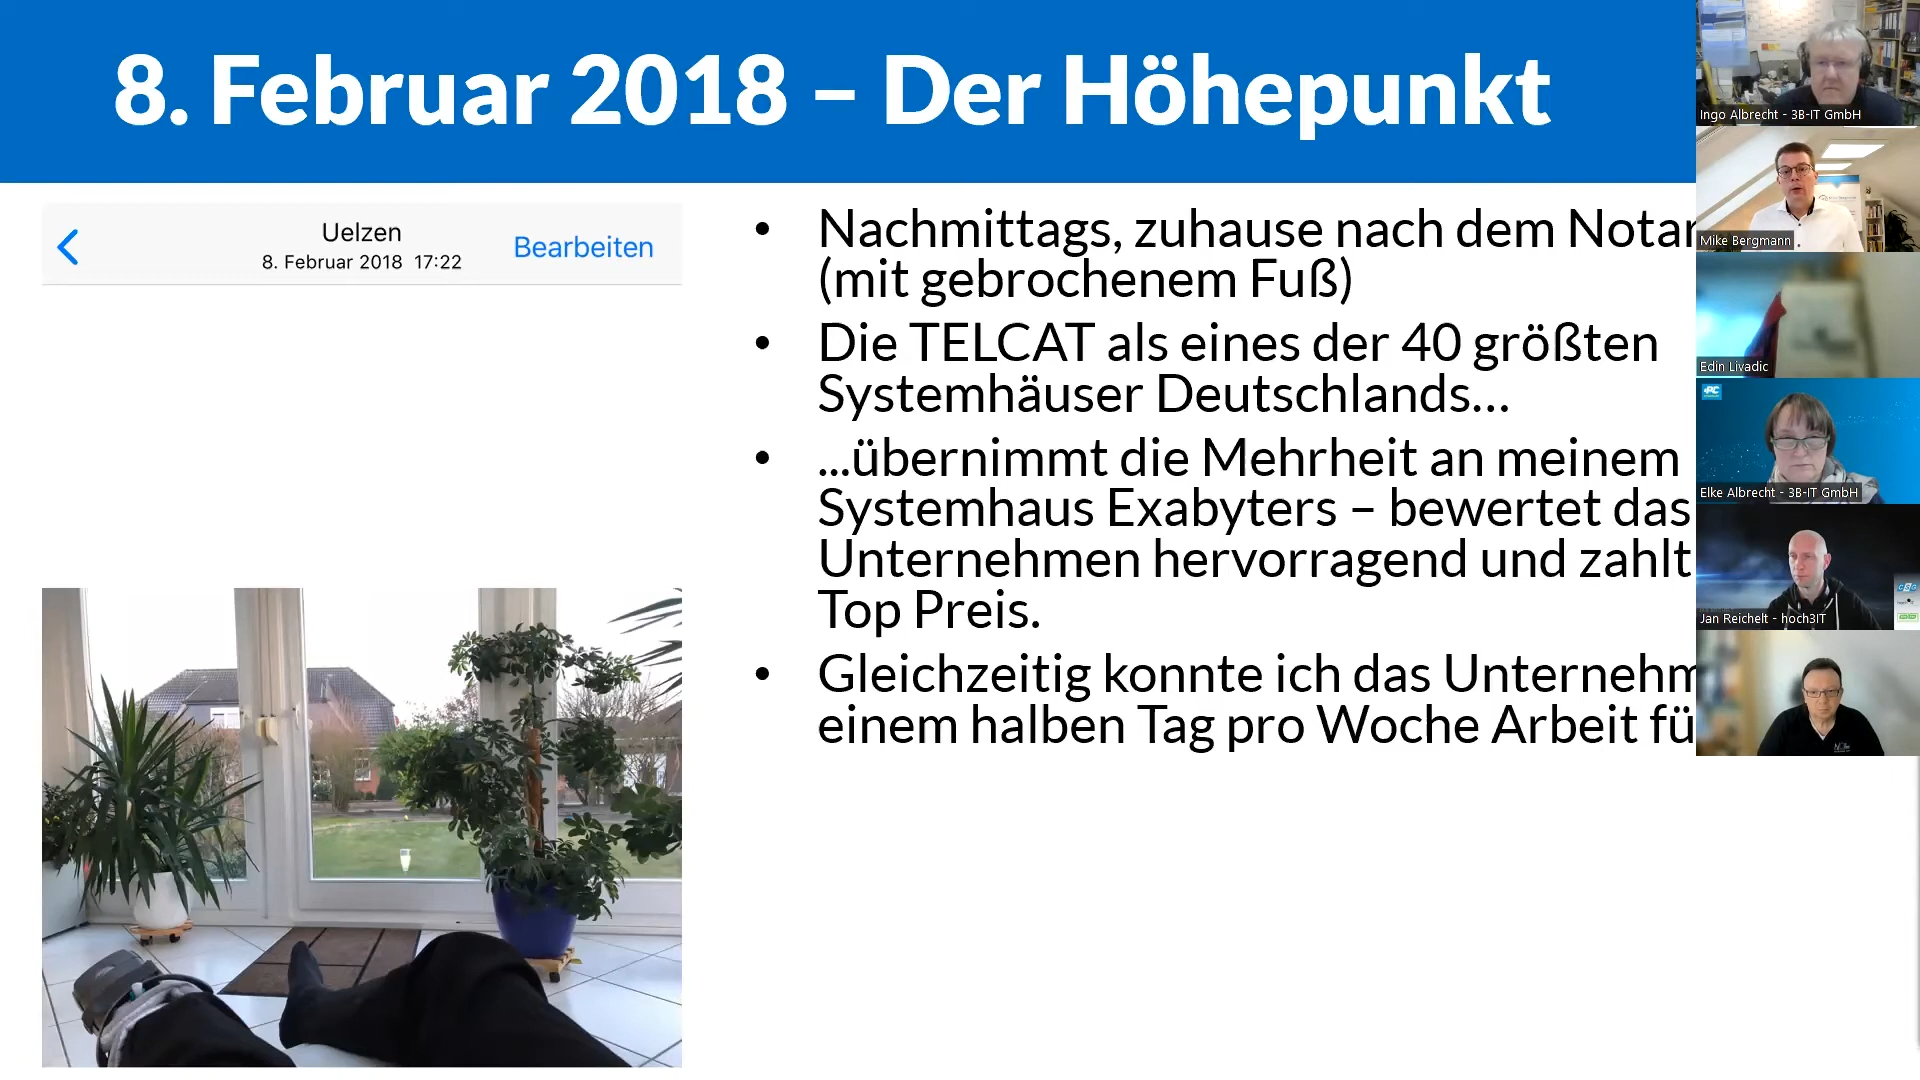 8. Februar 2018 – Der Höhepunkt
Uelzen
8. Februar 2018 17:22
Bearbeiten
• Nachmittags, zuhause nach dem Notar
(mit gebrochenem Fuß)
• Die TELCAT als eines der 40 größten
Systemhäuser Deutschlands...
• ...übernimmt die Mehrheit an meinem
Systemhaus Exabyters – bewertet das
Unternehmen hervorragend und zahlt
Top Preis.
• Gleichzeitig konnte ich das Unternehm
einem halben Tag pro Woche Arbeit fü
Ingo Albrecht - 3B-IT GmbH
Mike Bergmann
Edin Livadic
PC
Elke Albrecht - 3B-IT GmbH
Jan Reichelt - hoch3IT